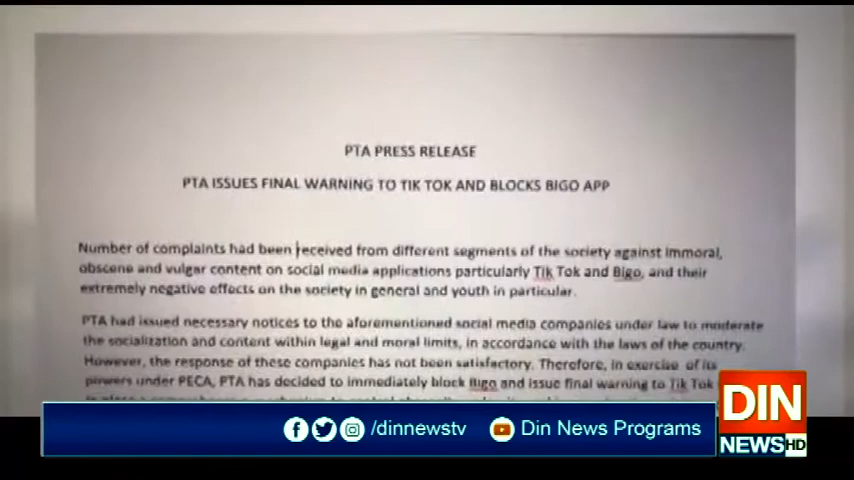 PTA PRESS RELEASE
PTA ISSUES FINAL WARNING TO TIK TOK AND BLOCKS BIGO APP
Number of complaints had been received from different segments of the society against immoral,
obscene and vulgar content on social media applications particularly Tik Tok and Bigo, and their
extremely negative effects on the society in general and youth in particular.
PTA had issued necessary notices to the aforementioned social media companies under law to moderate
the socialization and content within legal and moral limits, in accordance with the laws of the country.
However, the response of these companies has not been satisfactory. Therefore, in exercise of its
powers under PECA, PTA has decided to immediately block Bigo and issue final warning to Tik Tok
/dinnewstv
Din News Programs
DIN
NEWS HD